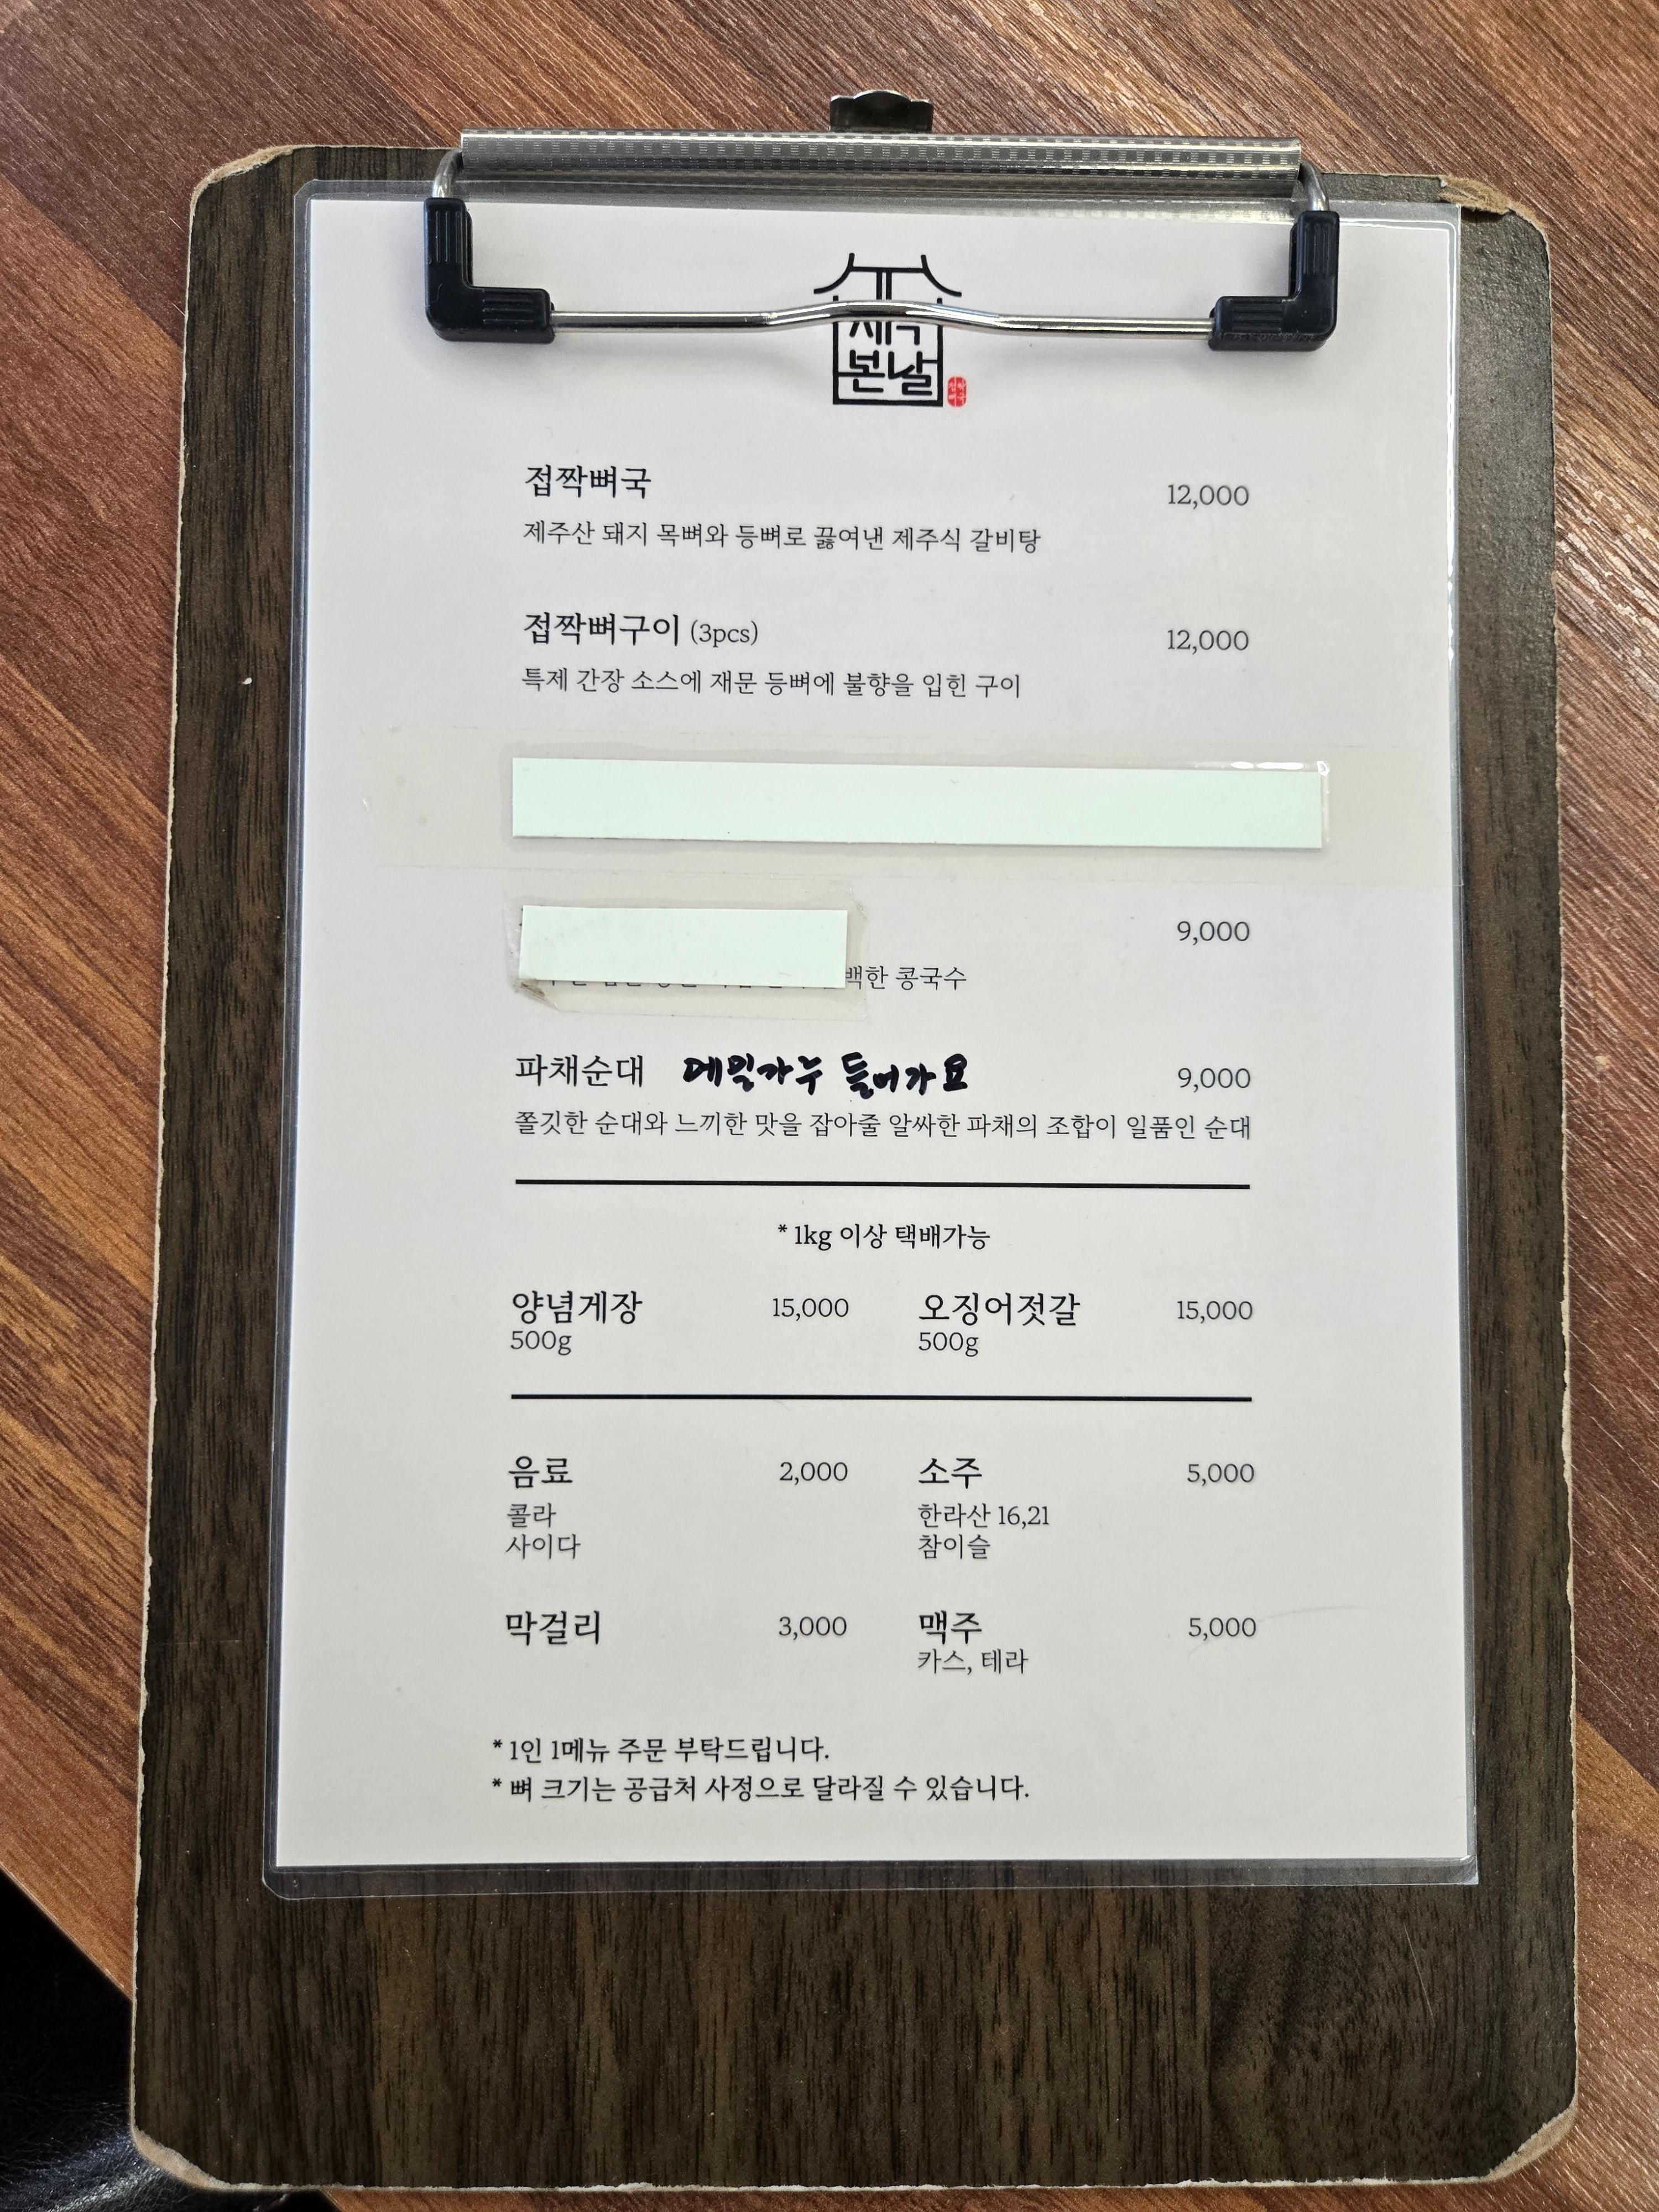 본날
접짝뼈국 12,000
제주산 돼지 목뼈와 등뼈로 끓여낸 제주식 갈비탕
접짝뼈구이 (3pcs) 12,000
특제 간장 소스에 재문 등뼈에 불향을 입힌 구이
9,000
콩국수
파채순대 메밀가루 들어가요 9,000
쫄깃한 순대와 느끼한 맛을 잡아줄 알싸한 파채의 조합이 일품인 순대
* 1kg 이상 택배가능
양념게장 15,000 오징어젓갈 15,000
500g 500g
음료 2,000 소주 5,000
콜라 한라산 16,21
사이다 참이슬
막걸리 3,000 맥주 5,000
카스, 테라
* 1인 1메뉴 주문 부탁드립니다.
* 뼈 크기는 공급처 사정으로 달라질 수 있습니다.